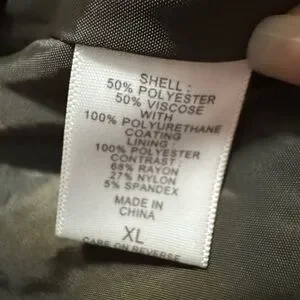 SHELL :
50% POLYESTER
50% VISCOSE
WITH
100% POLYURETHANE
COATING
LINING :
100% POLYESTER
CONTRAST :
68% RAYON
27% NYLON
5% SPANDEX
MADE IN
CHINA
XL
CARE ON REVERSE